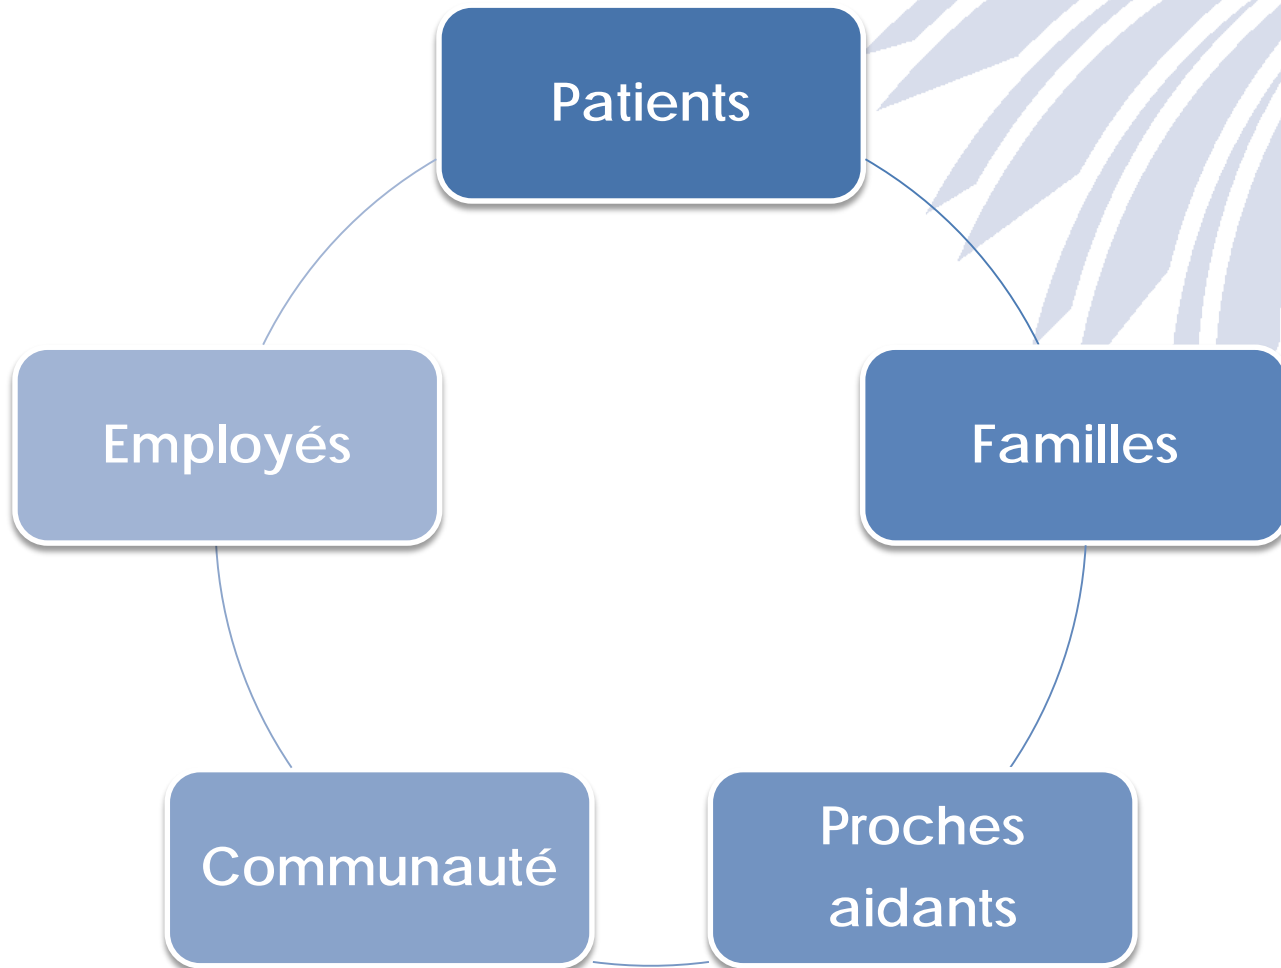 Patients
Employés
Familles
Communauté
Proches
aidants